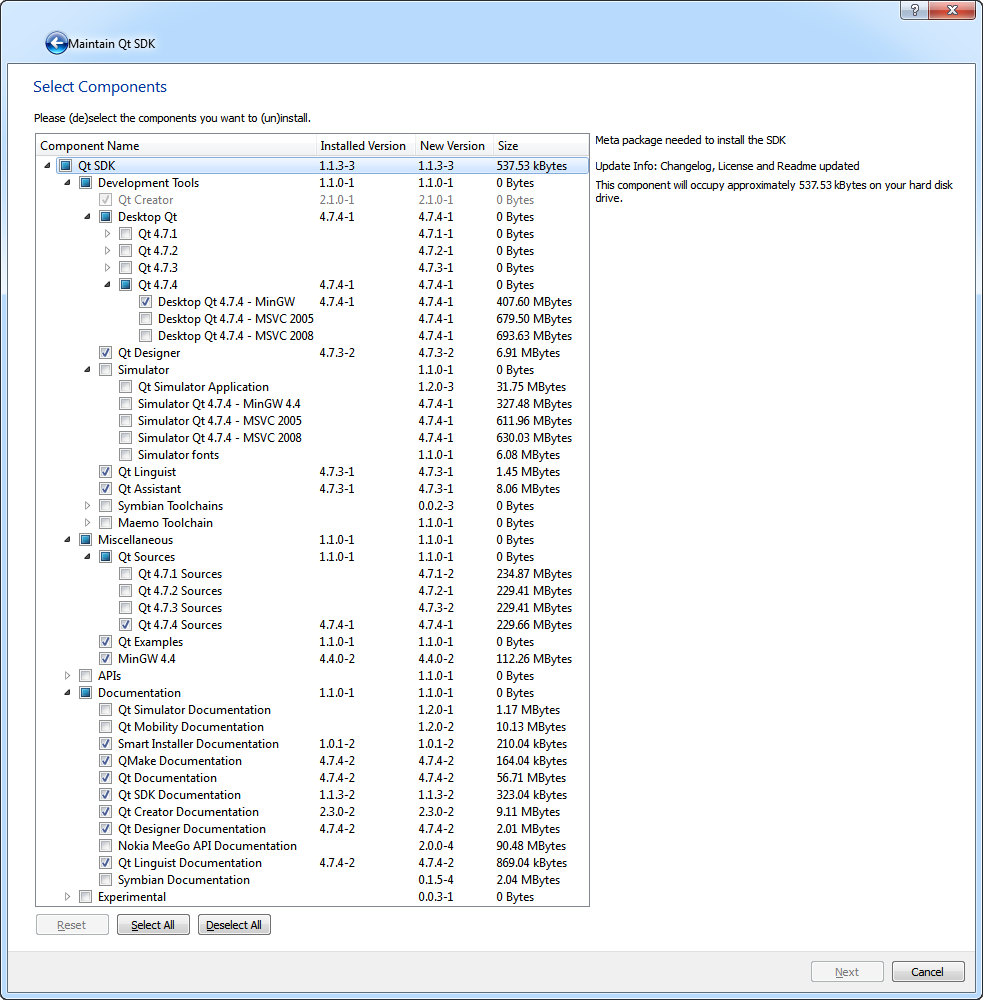 ?
Maintain Qt SDK
Select Components
Please (de)select the components you want to (un)install.
Component Name Installed Version New Version Size
Qt SDK 1.1.3-3 1.1.3-3 537.53 kBytes
Development Tools 1.1.0-1 1.1.0-1 0 Bytes
Qt Creator 2.1.0-1 2.1.0-1 0 Bytes
Desktop Qt 4.7.4-1 4.7.4-1 0 Bytes
Qt 4.7.1 4.7.1-1 0 Bytes
Qt 4.7.2 4.7.2-1 0 Bytes
Qt 4.7.3 4.7.3-1 0 Bytes
Qt 4.7.4 4.7.4-1 4.7.4-1 0 Bytes
Desktop Qt 4.7.4 - MinGW 4.7.4-1 4.7.4-1 407.60 MBytes
Desktop Qt 4.7.4 - MSVC 2005 4.7.4-1 679.50 MBytes
Desktop Qt 4.7.4 - MSVC 2008 4.7.4-1 693.63 MBytes
Qt Designer 4.7.3-2 4.7.3-2 6.91 MBytes
Simulator 1.1.0-1 0 Bytes
Qt Simulator Application 1.2.0-3 31.75 MBytes
Simulator Qt 4.7.4 - MinGW 4.4 4.7.4-1 327.48 MBytes
Simulator Qt 4.7.4 - MSVC 2005 4.7.4-1 611.96 MBytes
Simulator Qt 4.7.4 - MSVC 2008 4.7.4-1 630.03 MBytes
Simulator fonts 1.1.0-1 6.08 MBytes
Qt Linguist 4.7.3-1 4.7.3-1 1.45 MBytes
Qt Assistant 4.7.3-1 4.7.3-1 8.06 MBytes
Symbian Toolchains 0.0.2-3 0 Bytes
Maemo Toolchain 1.1.0-1 0 Bytes
Miscellaneous 1.1.0-1 1.1.0-1 0 Bytes
Qt Sources 1.1.0-1 1.1.0-1 0 Bytes
Qt 4.7.1 Sources 4.7.1-2 234.87 MBytes
Qt 4.7.2 Sources 4.7.2-1 229.41 MBytes
Qt 4.7.3 Sources 4.7.3-2 229.41 MBytes
Qt 4.7.4 Sources 4.7.4-1 4.7.4-1 229.66 MBytes
Qt Examples 1.1.0-1 1.1.0-1 0 Bytes
MinGW 4.4 4.4.0-2 4.4.0-2 112.26 MBytes
APIs 1.1.0-1 0 Bytes
Documentation 1.1.0-1 1.1.0-1 0 Bytes
Qt Simulator Documentation 1.2.0-1 1.17 MBytes
Qt Mobility Documentation 1.2.0-2 10.13 MBytes
Smart Installer Documentation 1.0.1-2 1.0.1-2 210.04 kBytes
QMake Documentation 4.7.4-2 4.7.4-2 164.04 kBytes
Qt Documentation 4.7.4-2 4.7.4-2 56.71 MBytes
Qt SDK Documentation 1.1.3-2 1.1.3-2 323.04 kBytes
Qt Creator Documentation 2.3.0-2 2.3.0-2 9.11 MBytes
Qt Designer Documentation 4.7.4-2 4.7.4-2 2.01 MBytes
Nokia MeeGo API Documentation 2.0.0-4 90.48 MBytes
Qt Linguist Documentation 4.7.4-2 4.7.4-2 869.04 kBytes
Symbian Documentation 0.1.5-4 2.04 MBytes
Experimental 0.0.3-1 0 Bytes
Meta package needed to install the SDK
Update Info: Changelog, License and Readme updated
This component will occupy approximately 537.53 kBytes on your hard disk
drive.
Reset Select All Deselect All
Next Cancel